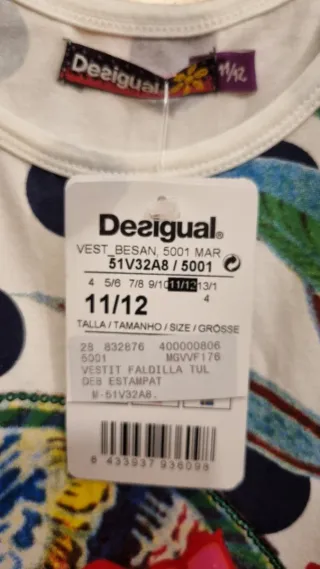 Desigual
11/12
Desigual®
VEST_BESAN, 5001 MAR
51V32A8 / 5001
4 5/6 7/8 9/10 11/12 13/1
4
11/12
TALLA / TAMANHO / SIZE / GRÖSSE
28 832876 400000806
5001 MGVVF176
VESTIT FALDILLA TUL
DE8 ESTAMPAT
M-51V32A8.
8 433937 936098